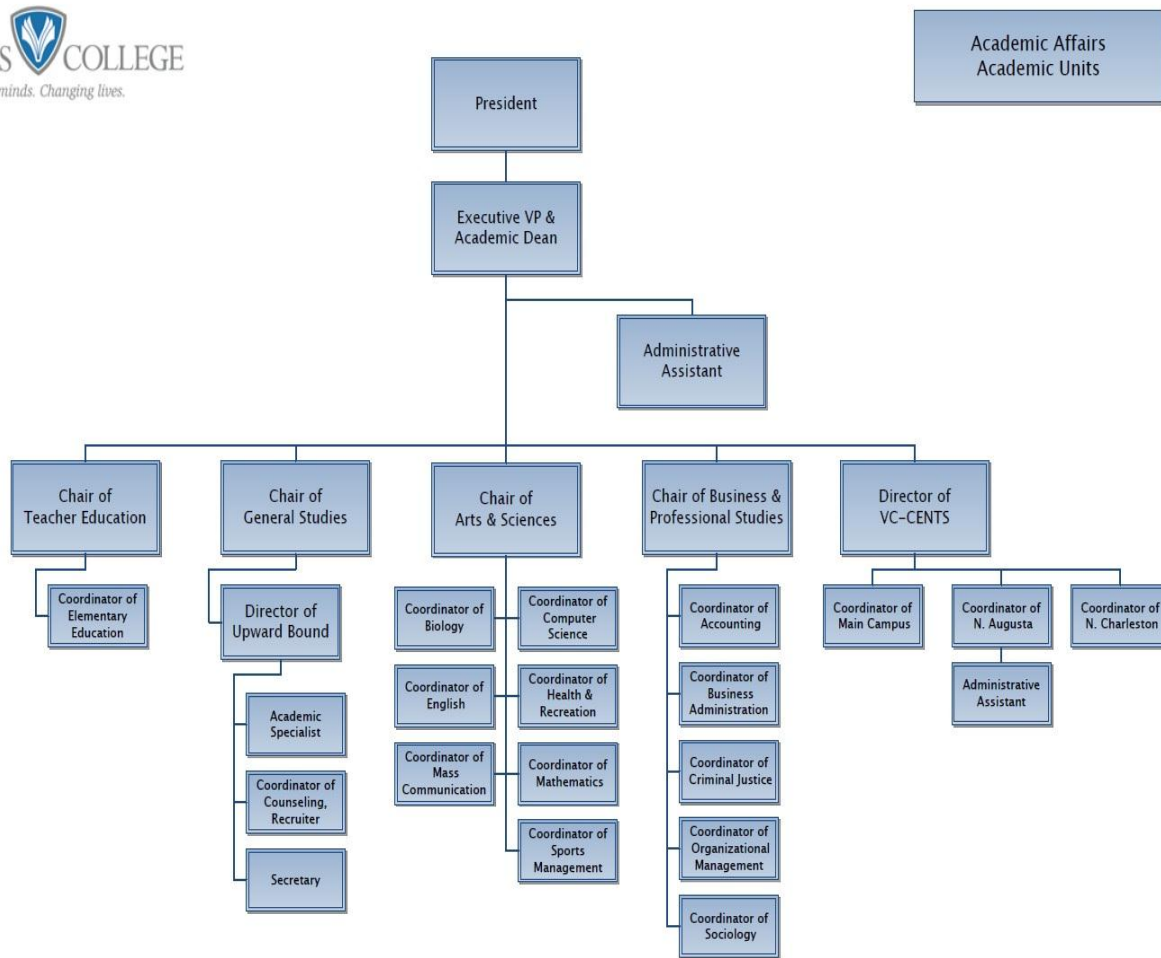 COLLEGE
minds. Changing lives.
Academic Affairs
Academic Units
President
Executive VP &
Academic Dean
Administrative
Assistant
Chair of
Teacher Education
Chair of
General Studies
Chair of
Arts & Sciences
Chair of Business &
Professional Studies
Director of
VC-CENTS
Coordinator of
Elementary
Education
Director of
Upward Bound
Academic
Specialist
Coordinator of
Counseling,
Recruiter
Secretary
Coordinator of
Biology
Coordinator of
Computer
Science
Coordinator of
English
Coordinator of
Health &
Recreation
Coordinator of
Mass
Communication
Coordinator of
Mathematics
Coordinator of
Sports
Management
Coordinator of
Accounting
Coordinator of
Business
Administration
Coordinator of
Criminal Justice
Coordinator of
Organizational
Management
Coordinator of
Sociology
Coordinator of
Main Campus
Coordinator of
N. Augusta
Coordinator of
N. Charleston
Administrative
Assistant